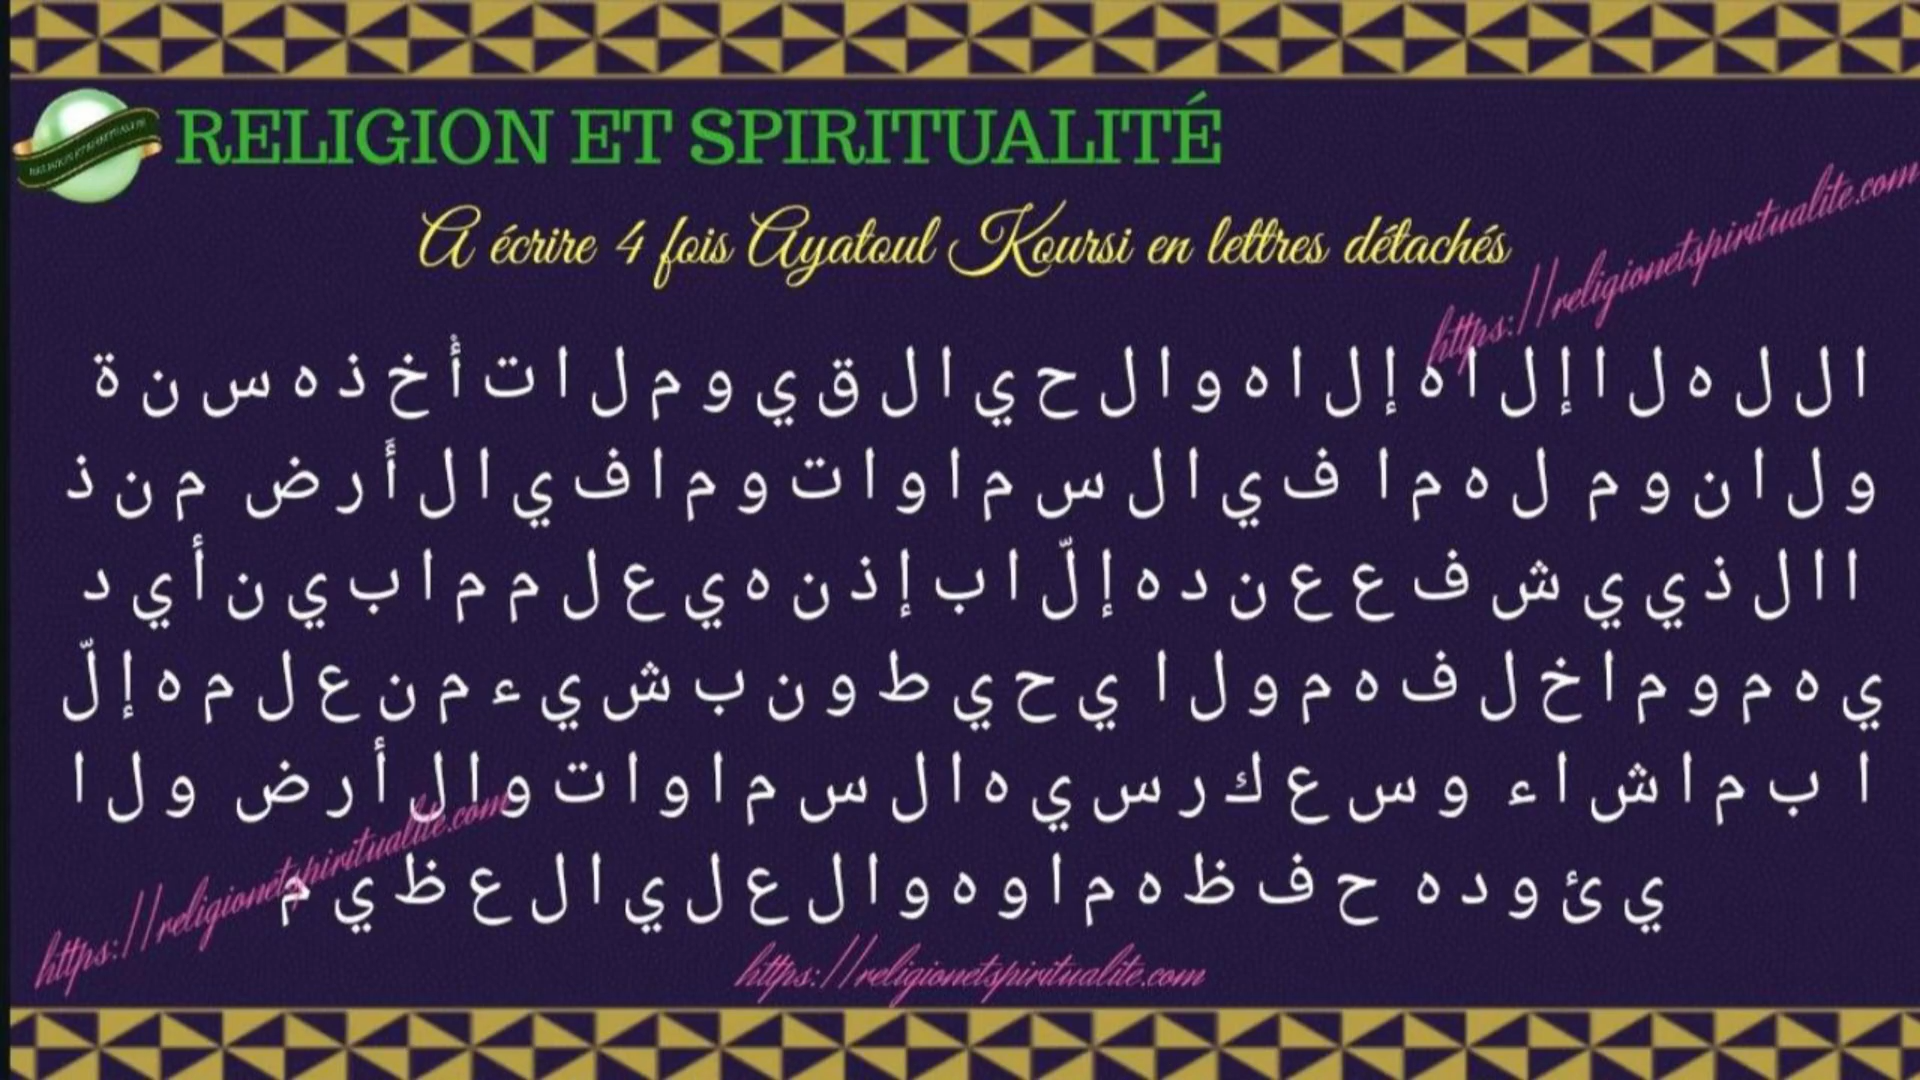 RELIGION ET SPIRITUALITÉ
A écrire 4 fois Ayatoul Koursi en lettres détachés
https://religionetspiritualite.com
ا ل ل ه ل ا إ ل ا ه إ ل ا ه و ا ل ح ي ا ل ق ي و م ل ا ت أ خ ذ ه س ن ة
و ل ا ن و م ل ه م ا ف ي ا ل س م ا و ا ت و م ا ف ي ا ل أ ر ض م ن ذ
ا ا ل ذ ي ي ش ف ع ع ن د ه إ لّ ا ب إ ذ ن ه ي ع ل م م ا ب ي ن أ ي د
ي ه م و م ا خ ل ف ه م و ل ا ي ح ي ط و ن ب ش ي ء م ن ع ل م ه إ لّ
ا ب م ا ش ا ء و س ع ك ر س ي ه ا ل س م ا و ا ت و ا ل أ ر ض و ل ا
ي ئ و د ه ح ف ظ ه م ا و ه و ا ل ع ل ي ا ل ع ظ ي م
https://religionetspiritualite.com
https://religionetspiritualite.com